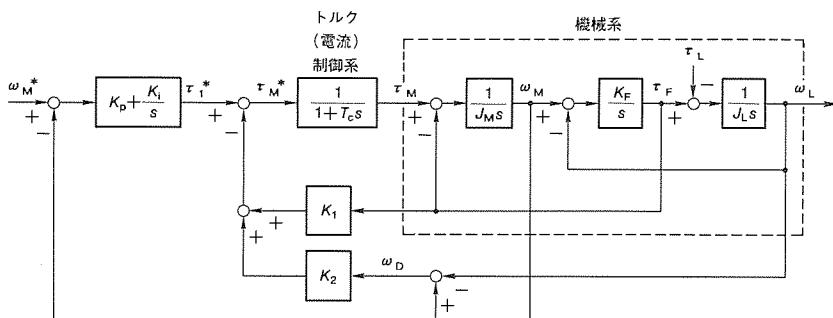 トルク
（電流）
制御系
機械系
ω_M*
+
−
K_p + K_i/s
τ_1*
+
−
τ_M*
1/(1+T_c s)
τ_M
+
−
1/(J_M s)
ω_M
+
−
K_F/s
τ_F
+
τ_L
−
1/(J_L s)
ω_L
+
+
K_1
K_2
ω_D
−
+